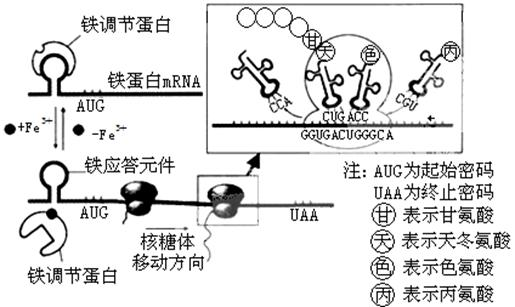 铁调节蛋白
铁蛋白mRNA
AUG
+Fe³⁺
-Fe³⁺
铁应答元件
AUG
UAA
核糖体
移动方向
铁调节蛋白
甘
天
色
丙
CCA
CUGACC
CGU
GGUGACUGGGCA
注: AUG为起始密码
UAA为终止密码
甘 表示甘氨酸
天 表示天冬氨酸
色 表示色氨酸
丙 表示丙氨酸